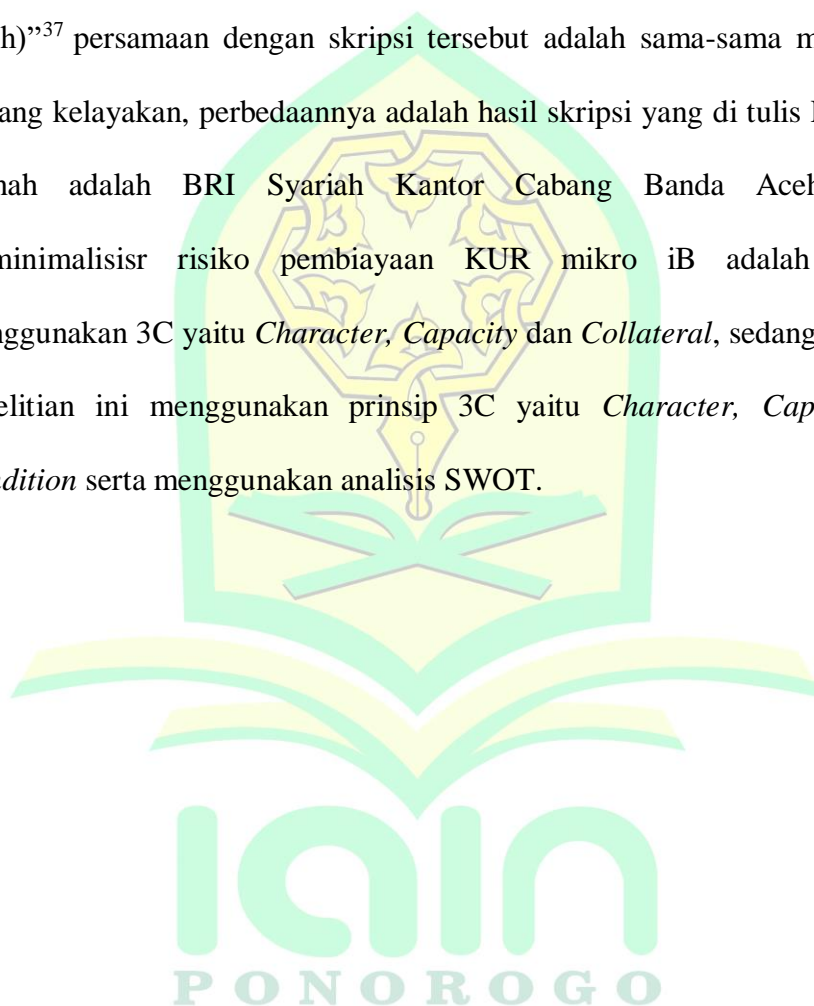 h)”37 persamaan dengan skripsi tersebut adalah sama-sama m
ang kelayakan, perbedaannya adalah hasil skripsi yang di tulis
nah adalah BRI Syariah Kantor Cabang Banda Aceh
minimalisisr risiko pembiayaan KUR mikro iB adalah
nggunakan 3C yaitu Character, Capacity dan Collateral, sedang
elitian ini menggunakan prinsip 3C yaitu Character, Cap
ndition serta menggunakan analisis SWOT.
iain
PONOROGO